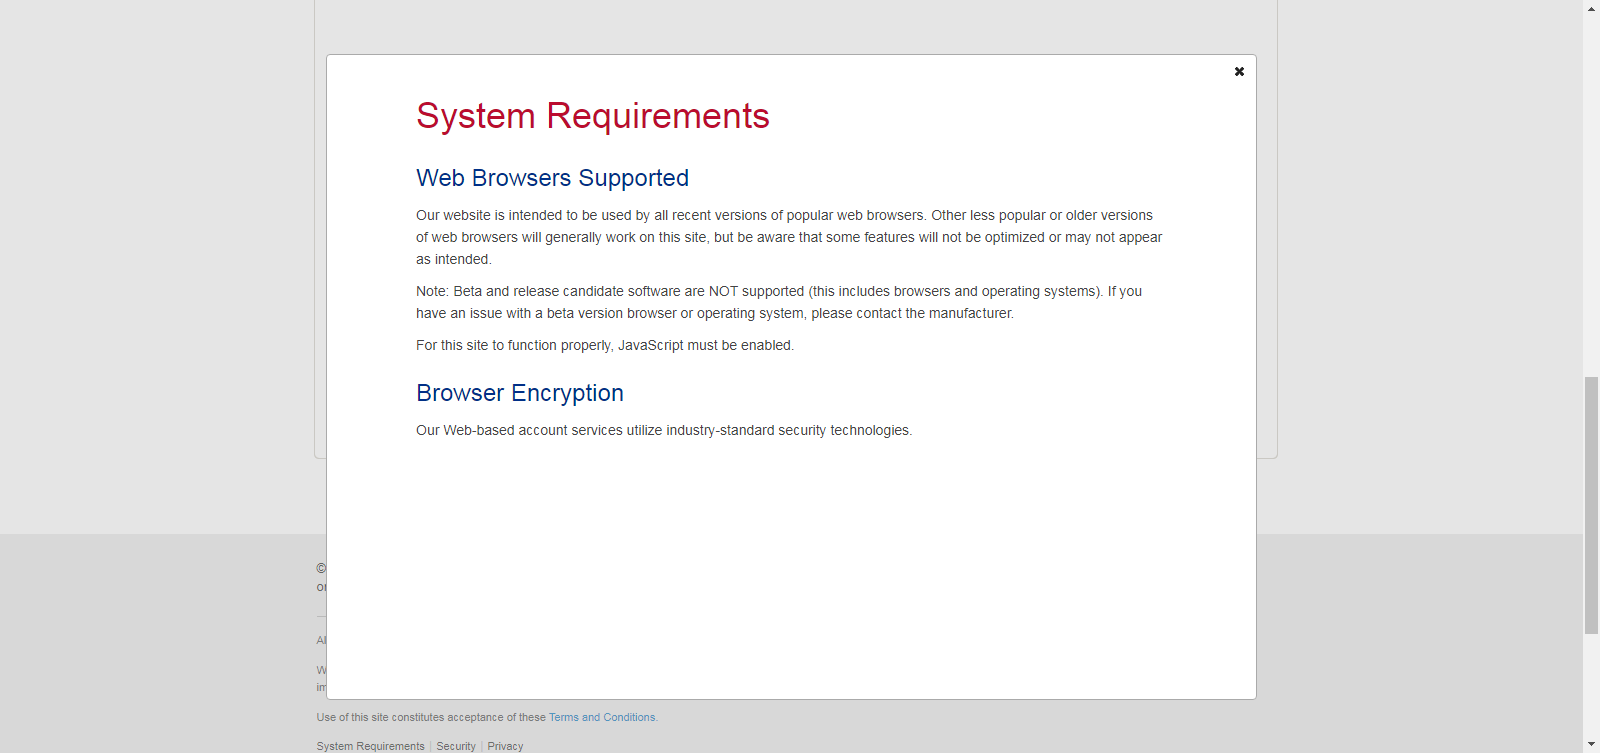 System Requirements
Web Browsers Supported
Our website is intended to be used by all recent versions of popular web browsers. Other less popular or older versions
of web browsers will generally work on this site, but be aware that some features will not be optimized or may not appear
as intended.
Note: Beta and release candidate software are NOT supported (this includes browsers and operating systems). If you
have an issue with a beta version browser or operating system, please contact the manufacturer.
For this site to function properly, JavaScript must be enabled.
Browser Encryption
Our Web-based account services utilize industry-standard security technologies.
©
Use of this site constitutes acceptance of these Terms and Conditions.
System Requirements | Security | Privacy